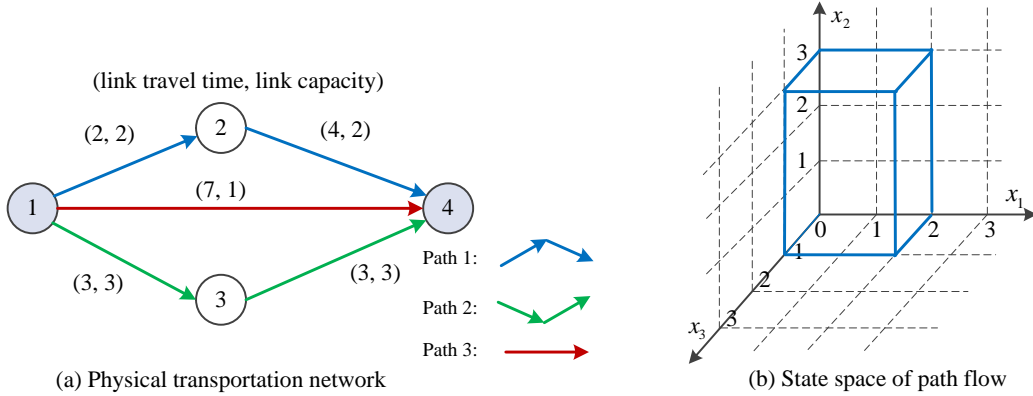 (link travel time, link capacity)
(2, 2)
2
(4, 2)
(7, 1)
1
4
(3, 3)
3
(3, 3)
Path 1:
Path 2:
Path 3:
(a) Physical transportation network
x2
3
2
1
x1
0 1 2 3
1
2
3
x3
(b) State space of path flow